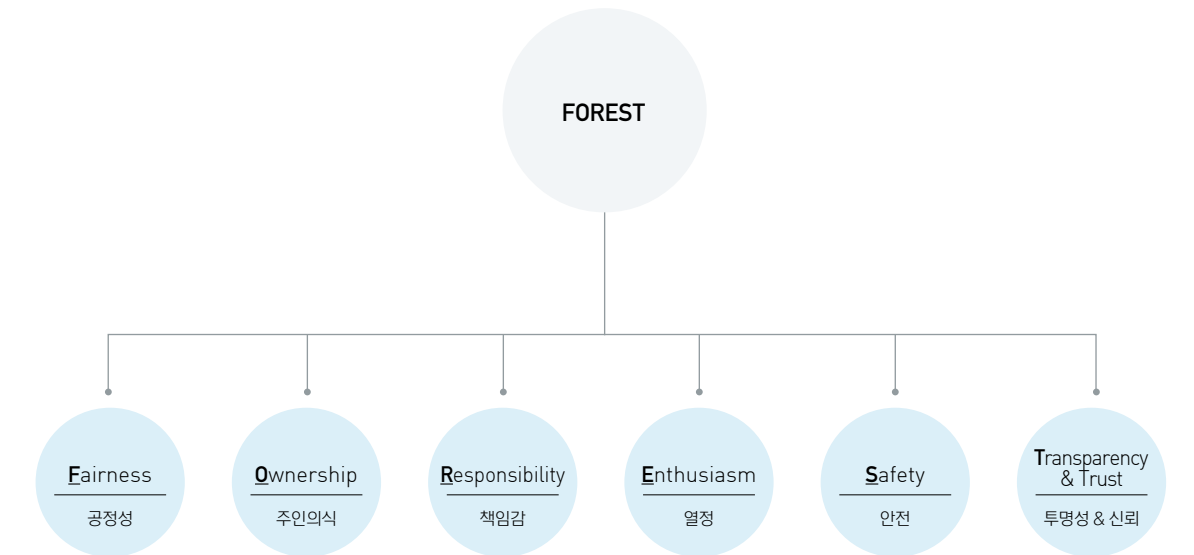 FOREST
Fairness
공정성
Ownership
주인의식
Responsibility
책임감
Enthusiasm
열정
Safety
안전
Transparency
& Trust
투명성 & 신뢰